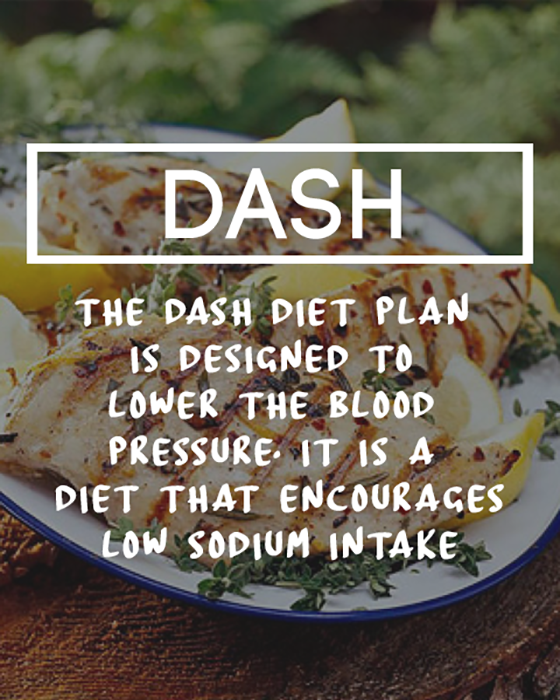 DASH
THE DASH DIET PLAN
IS DESIGNED TO
LOWER THE BLOOD
PRESSURE. IT IS A
DIET THAT ENCOURAGES
LOW SODIUM INTAKE